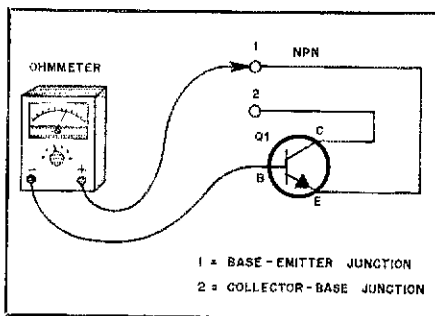 1 NPN
OHMMETER
2
Q1 C
- +
B
E
1 = BASE-EMITTER JUNCTION
2 = COLLECTOR-BASE JUNCTION